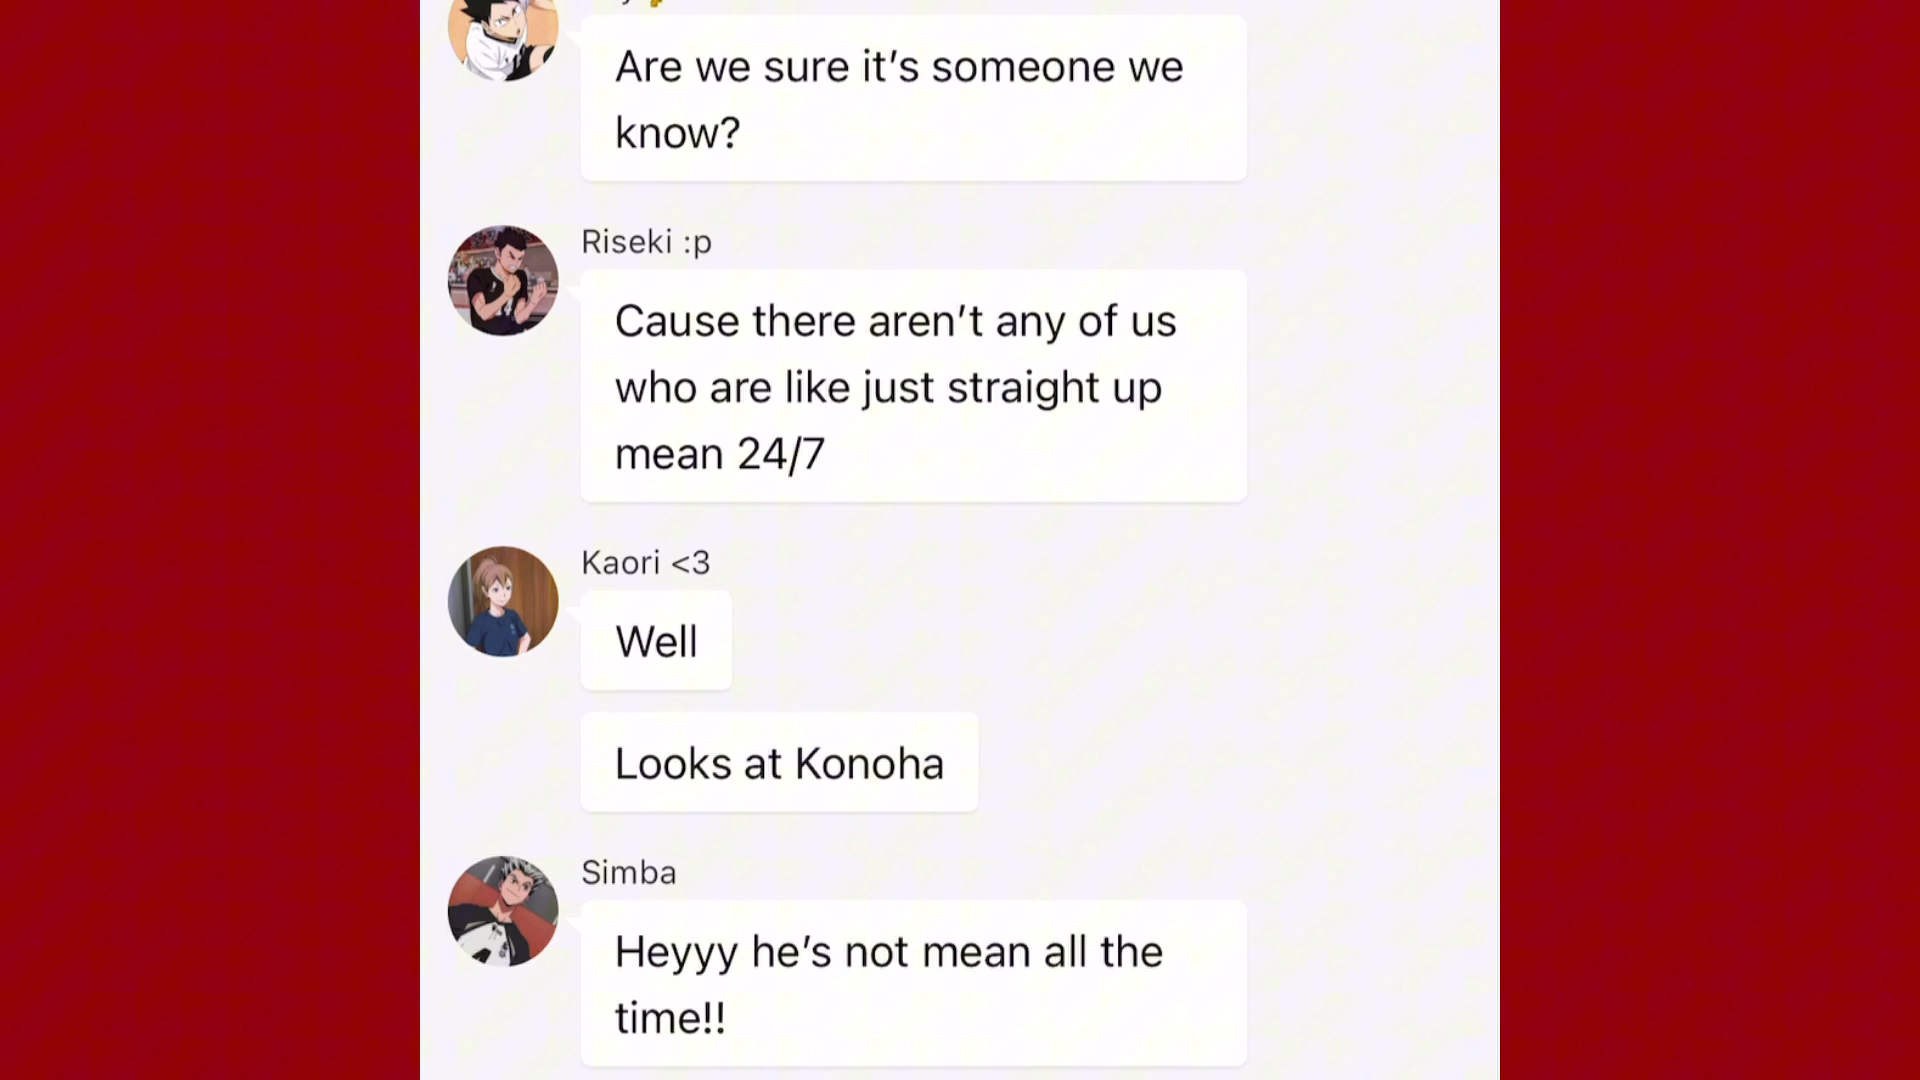 Are we sure it's someone we
know?
Riseki :p
Cause there aren't any of us
who are like just straight up
mean 24/7
Kaori <3
Well
Looks at Konoha
Simba
Heyyy he's not mean all the
time!!